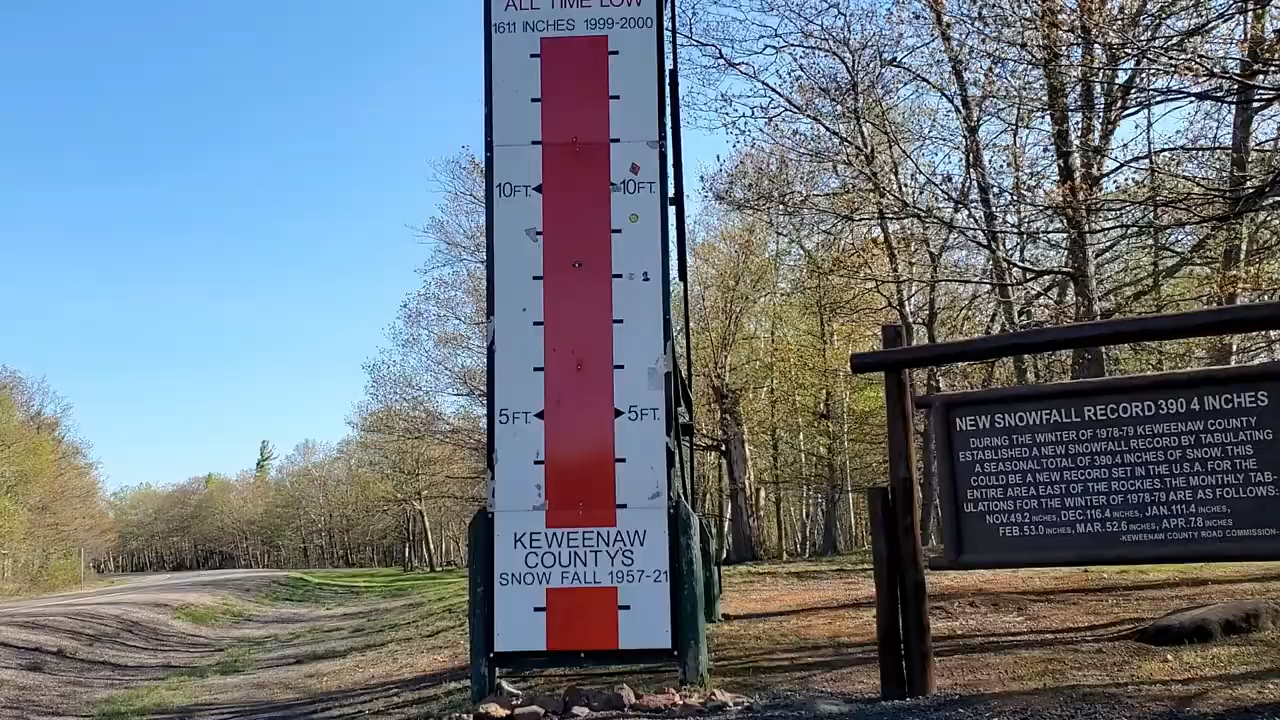 ALL TIME LOW
161.1 INCHES 1999-2000
10FT. 10FT.
5FT. 5FT.
KEWEENAW
COUNTY'S
SNOW FALL 1957-21
NEW SNOWFALL RECORD 390 4 INCHES
DURING THE WINTER OF 1978-79 KEWEENAW COUNTY
ESTABLISHED A NEW SNOWFALL RECORD BY TABULATING
A SEASONAL TOTAL OF 390.4 INCHES OF SNOW. THIS
COULD BE A NEW RECORD SET IN THE U.S.A. FOR THE
ENTIRE AREA EAST OF THE ROCKIES. THE MONTHLY TAB-
ULATIONS FOR THE WINTER OF 1978-79 ARE AS FOLLOWS:
NOV. 49.2 INCHES, DEC. 116.4 INCHES, JAN. 111.4 INCHES,
FEB. 53.0 INCHES, MAR. 52.6 INCHES, APR. 7.8 INCHES
-KEWEENAW COUNTY ROAD COMMISSION-